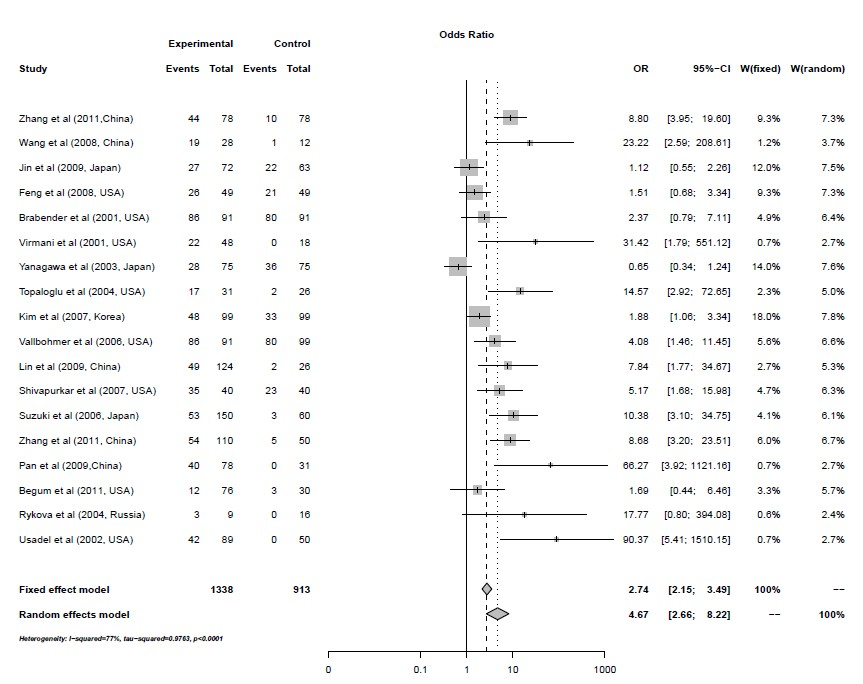 Odds Ratio
Experimental Control
Study Events Total Events Total OR 95%−CI W(fixed) W(random)
Zhang et al (2011,China) 44 78 10 78 8.80 [3.95; 19.60] 9.3% 7.3%
Wang et al (2008, China) 19 28 1 12 23.22 [2.59; 208.61] 1.2% 3.7%
Jin et al (2009, Japan) 27 72 22 63 1.12 [0.55; 2.26] 12.0% 7.5%
Feng et al (2008, USA) 26 49 21 49 1.51 [0.68; 3.34] 9.3% 7.3%
Brabender et al (2001, USA) 86 91 80 91 2.37 [0.79; 7.11] 4.9% 6.4%
Virmani et al (2001, USA) 22 48 0 18 31.42 [1.79; 551.12] 0.7% 2.7%
Yanagawa et al (2003, Japan) 28 75 36 75 0.65 [0.34; 1.24] 14.0% 7.6%
Topaloglu et al (2004, USA) 17 31 2 26 14.57 [2.92; 72.65] 2.3% 5.0%
Kim et al (2007, Korea) 48 99 33 99 1.88 [1.06; 3.34] 18.0% 7.8%
Vallbohmer et al (2006, USA) 86 91 80 99 4.08 [1.46; 11.45] 5.6% 6.6%
Lin et al (2009, China) 49 124 2 26 7.84 [1.77; 34.67] 2.7% 5.3%
Shivapurkar et al (2007, USA) 35 40 23 40 5.17 [1.68; 15.98] 4.7% 6.3%
Suzuki et al (2006, Japan) 53 150 3 60 10.38 [3.10; 34.75] 4.1% 6.1%
Zhang et al (2011, China) 54 110 5 50 8.68 [3.20; 23.51] 6.0% 6.7%
Pan et al (2009,China) 40 78 0 31 66.27 [3.92; 1121.16] 0.7% 2.7%
Begum et al (2011, USA) 12 76 3 30 1.69 [0.44; 6.46] 3.3% 5.7%
Rykova et al (2004, Russia) 3 9 0 16 17.77 [0.80; 394.08] 0.6% 2.4%
Usadel et al (2002, USA) 42 89 0 50 90.37 [5.41; 1510.15] 0.7% 2.7%
Fixed effect model 1338 913 2.74 [2.15; 3.49] 100% −−
Random effects model 4.67 [2.66; 8.22] −− 100%
Heterogeneity: I−squared=77%, tau−squared=0.9763, p<0.0001
0 0.1 1 10 1000